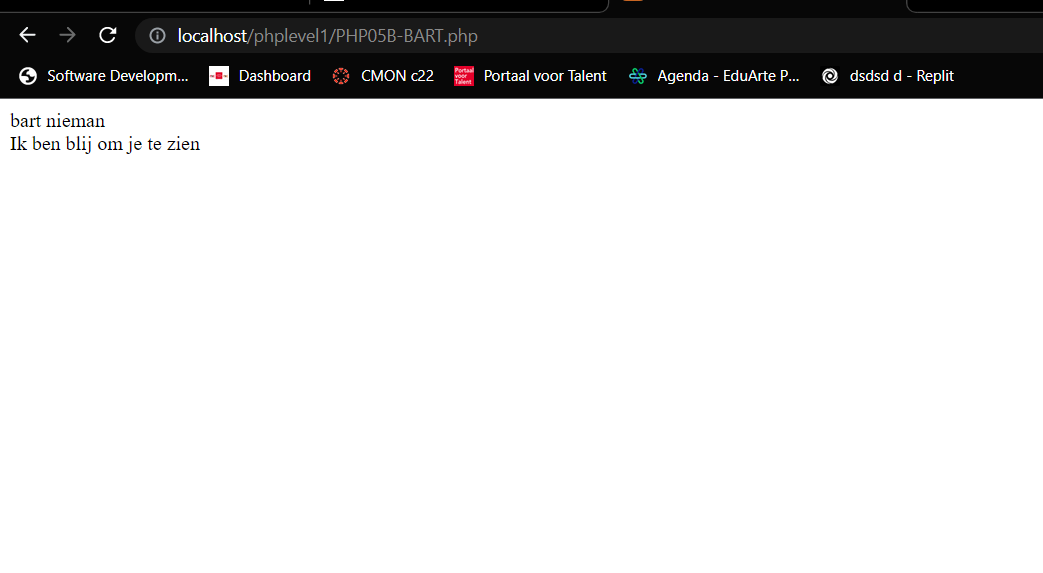 localhost/phplevel1/PHP05B-BART.php
Software Developm... Dashboard CMON c22 Portaal voor Talent Portaal voor Talent Agenda - EduArte P... dsdsd d - Replit
bart nieman
Ik ben blij om je te zien